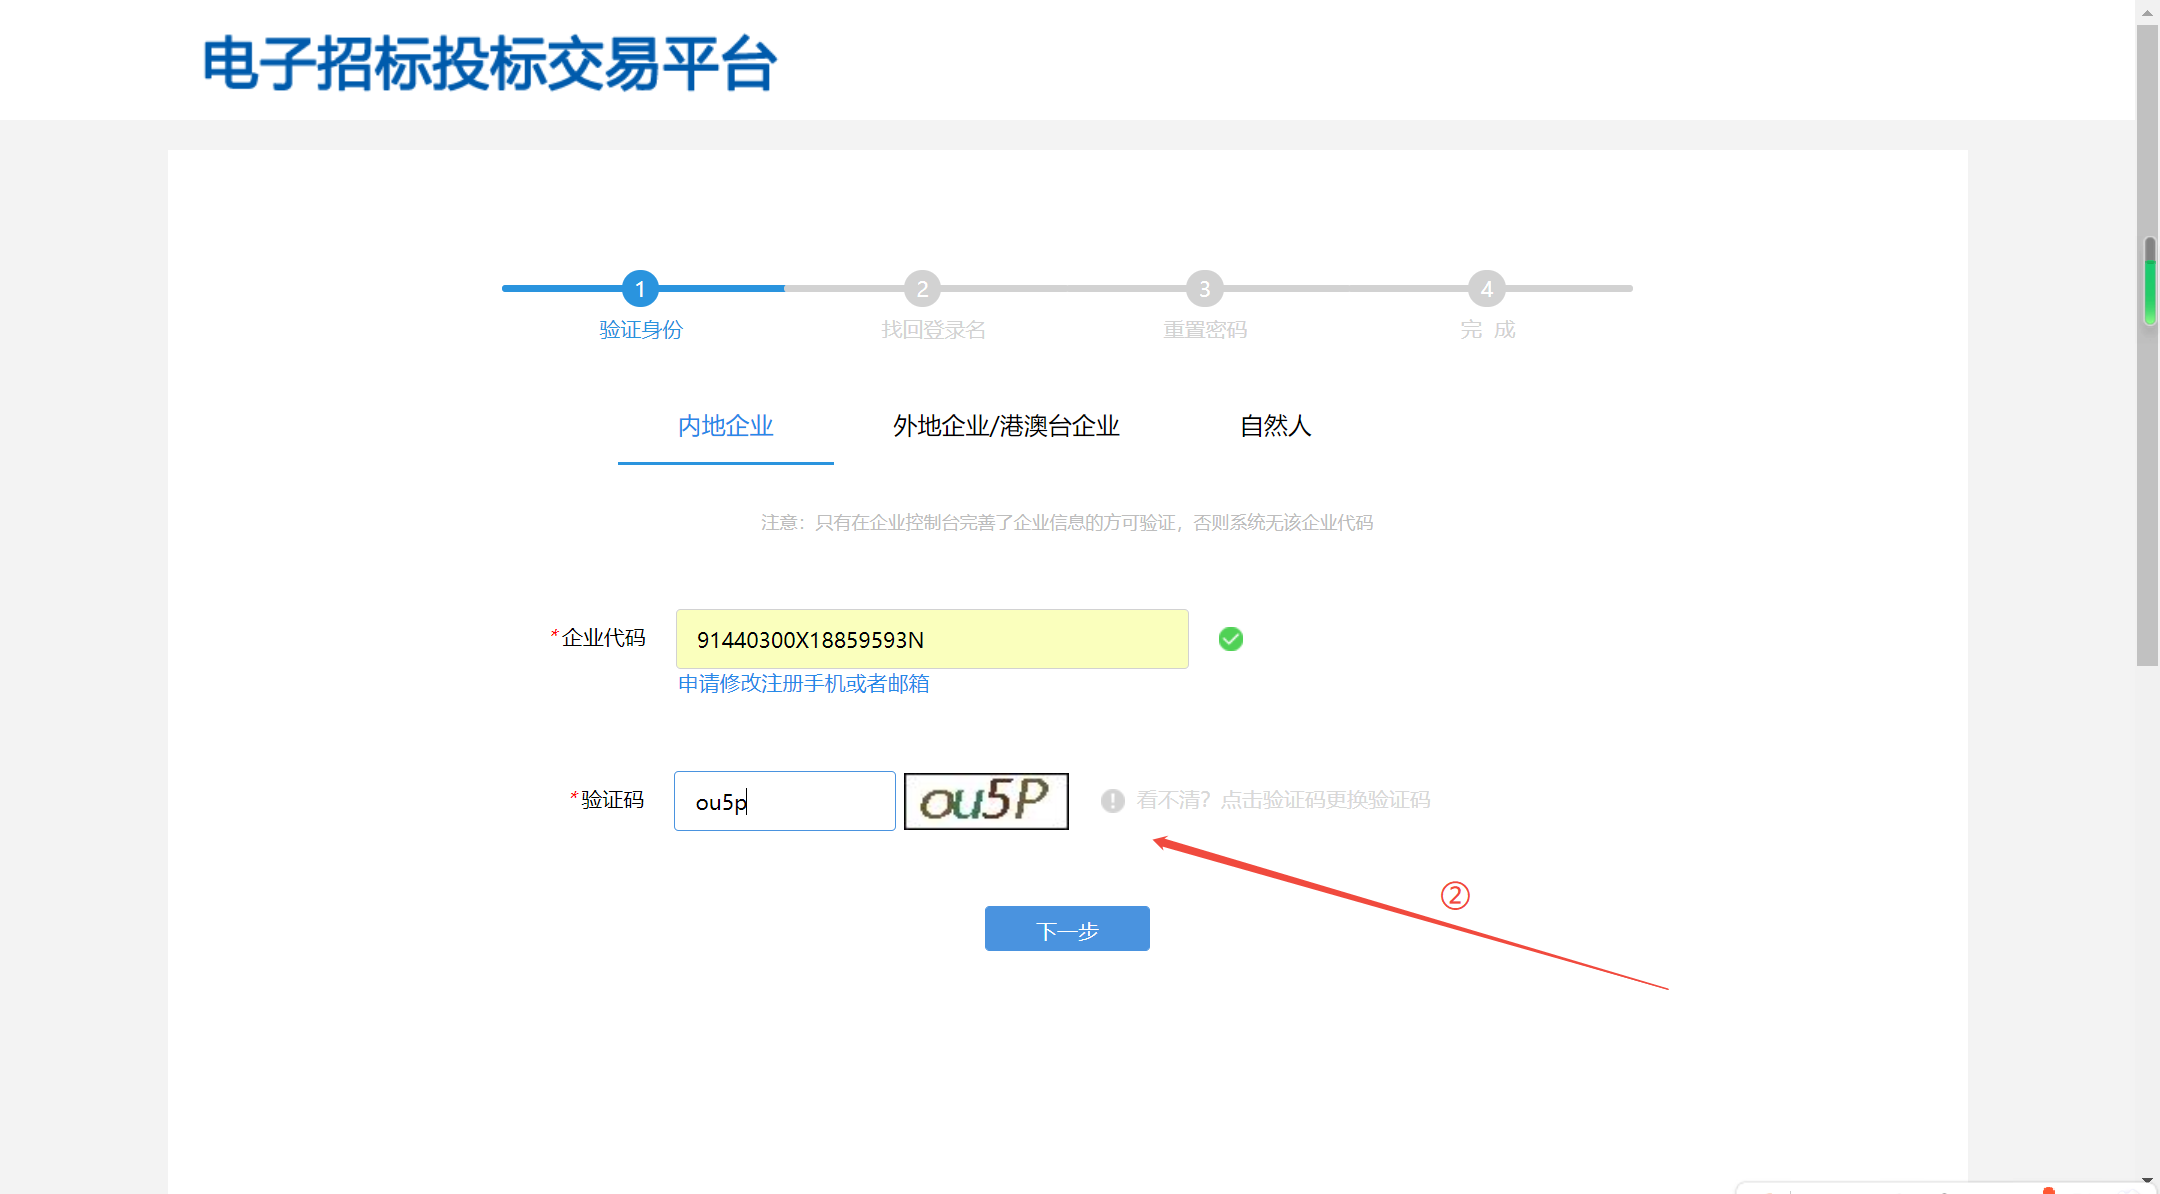 电子招标投标交易平台
1 2 3 4
验证身份 找回登录名 重置密码 完 成
内地企业 外地企业/港澳台企业 自然人
注意：只有在企业控制台完善了企业信息的方可验证，否则系统无该企业代码
*企业代码 91440300X18859593N
申请修改注册手机或者邮箱
*验证码 ou5p ou5P 看不清？点击验证码更换验证码
②
下一步